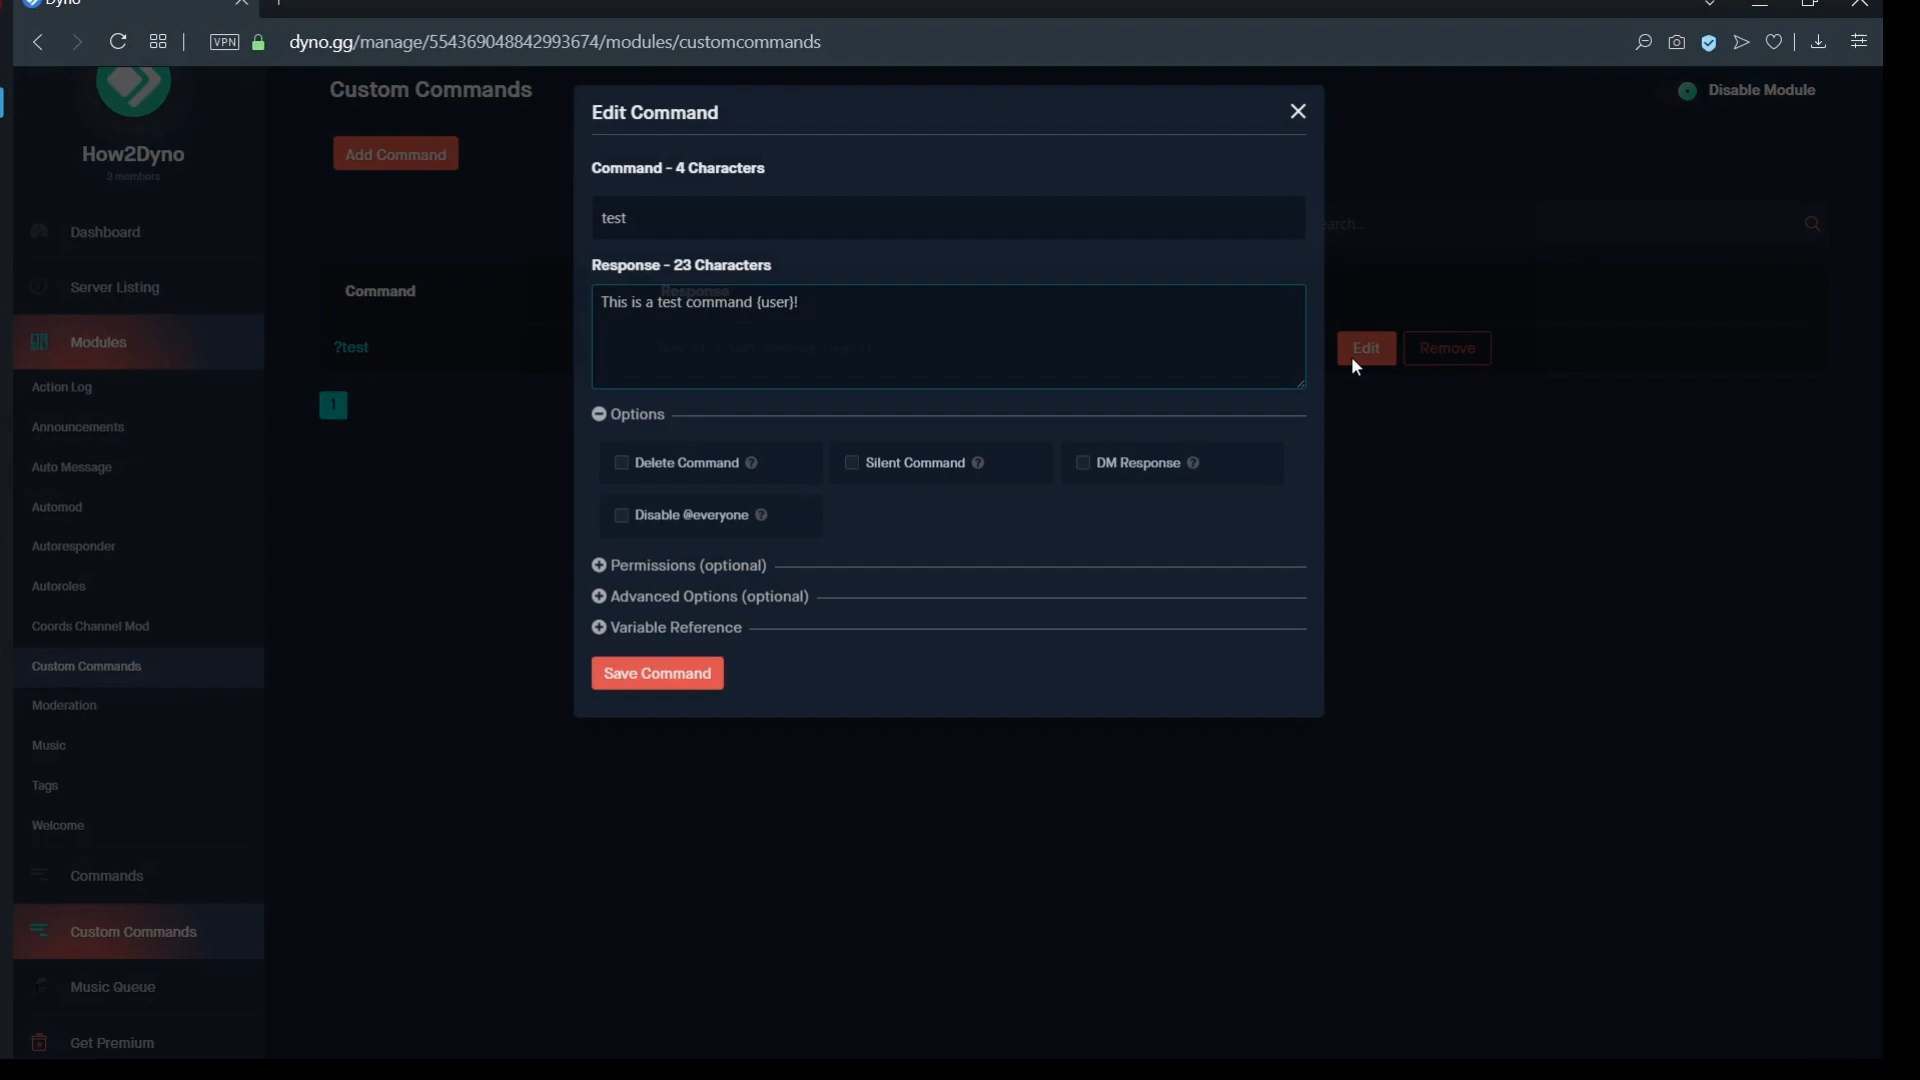 Dyno
VPN
dyno.gg/manage/554369048842993674/modules/customcommands
How2Dyno
3 members
Dashboard
Server Listing
Modules
Action Log
Announcements
Auto Message
Automod
Autoresponder
Autoroles
Coords Channel Mod
Custom Commands
Moderation
Music
Tags
Welcome
Commands
Custom Commands
Music Queue
Get Premium
Custom Commands
Disable Module
Add Command
Command
Response
?test
1
Edit
Remove
Edit Command
Command - 4 Characters
test
Response - 23 Characters
This is a test command {user}!
Options
Delete Command
Silent Command
DM Response
Disable @everyone
Permissions (optional)
Advanced Options (optional)
Variable Reference
Save Command